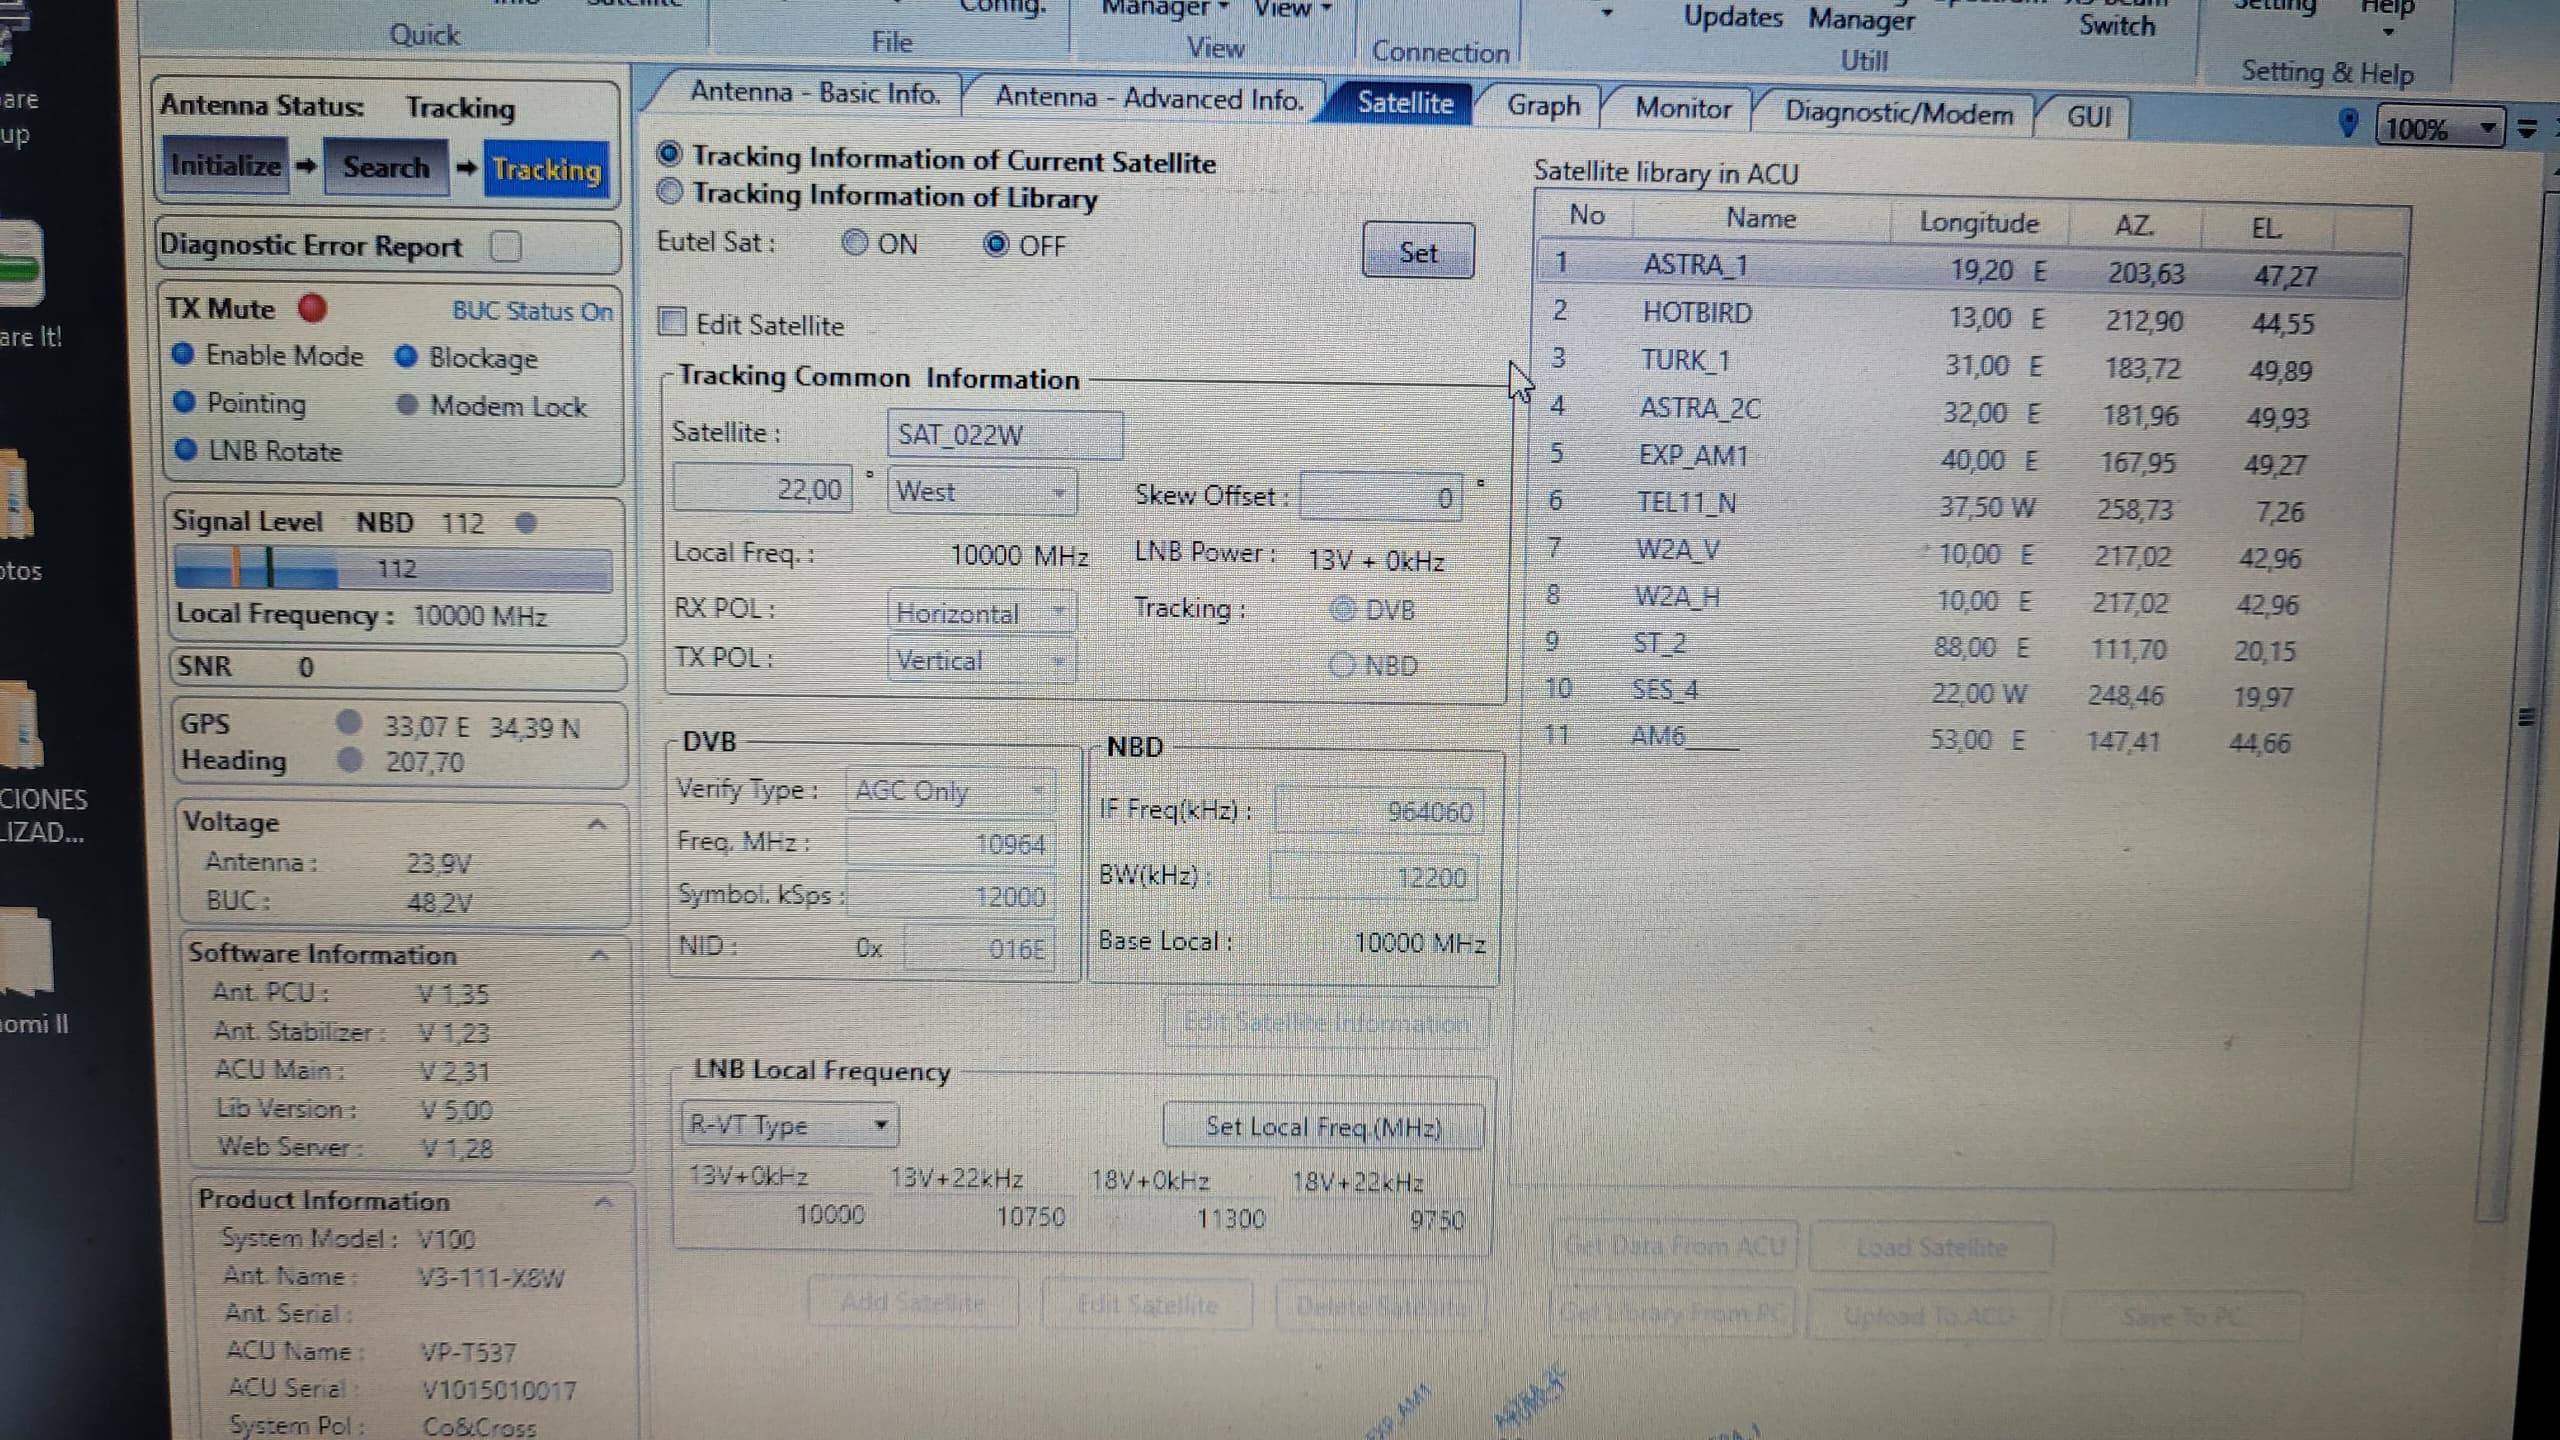 Config.
Manager View
Updates Manager
Switch
Help
Quick
File
View
Connection
Utill
Setting & Help
are
up
are It!
otos
CIONES
LIZAD...
omi II
Antenna Status: Tracking
Initialize Search Tracking
Diagnostic Error Report
TX Mute BUC Status On
Enable Mode Blockage
Pointing Modem Lock
LNB Rotate
Signal Level NBD 112
112
Local Frequency : 10000 MHz
SNR 0
GPS 33,07 E 34,39 N
Heading 207,70
Voltage
Antenna : 23,9V
BUC : 48,2V
Software Information
Ant. PCU : V 1,35
Ant. Stabilizer : V 1,23
ACU Main : V 2,31
Lib Version : V 5,00
Web Server : V 1,28
Product Information
System Model : V100
Ant. Name : V3-111-X8W
Ant. Serial :
ACU Name : VP-T537
ACU Serial : V1015010017
System Pol : Co&Cross
Antenna - Basic Info. Antenna - Advanced Info. Satellite Graph Monitor Diagnostic/Modem GUI
100%
Tracking Information of Current Satellite
Tracking Information of Library
Eutel Sat : ON OFF Set
Edit Satellite
Tracking Common Information
Satellite : SAT_022W
22,00 ° West Skew Offset : 0 °
Local Freq. : 10000 MHz LNB Power : 13V + 0kHz
RX POL : Horizontal Tracking : DVB
TX POL : Vertical NBD
DVB
Verify Type : AGC Only
Freq. MHz : 10964
Symbol. kSps : 12000
NID : 0x 016E
NBD
IF Freq(kHz) : 964060
BW(kHz) : 12200
Base Local : 10000 MHz
Edit Satellite Information
LNB Local Frequency
R-VT Type Set Local Freq.(MHz)
13V+0kHz 13V+22kHz 18V+0kHz 18V+22kHz
10000 10750 11300 9750
Add Satellite Edit Satellite Delete Satellite
Satellite library in ACU
No Name Longitude AZ. EL.
1 ASTRA_1 19,20 E 203,63 47,27
2 HOTBIRD 13,00 E 212,90 44,55
3 TURK_1 31,00 E 183,72 49,89
4 ASTRA_2C 32,00 E 181,96 49,93
5 EXP_AM1 40,00 E 167,95 49,27
6 TEL11_N 37,50 W 258,73 7,26
7 W2A_V 10,00 E 217,02 42,96
8 W2A_H 10,00 E 217,02 42,96
9 ST_2 88,00 E 111,70 20,15
10 SES_4 22,00 W 248,46 19,97
11 AM6____ 53,00 E 147,41 44,66
Get Data From ACU Load Satellite
Get Library From PC Upload To ACU Save To PC